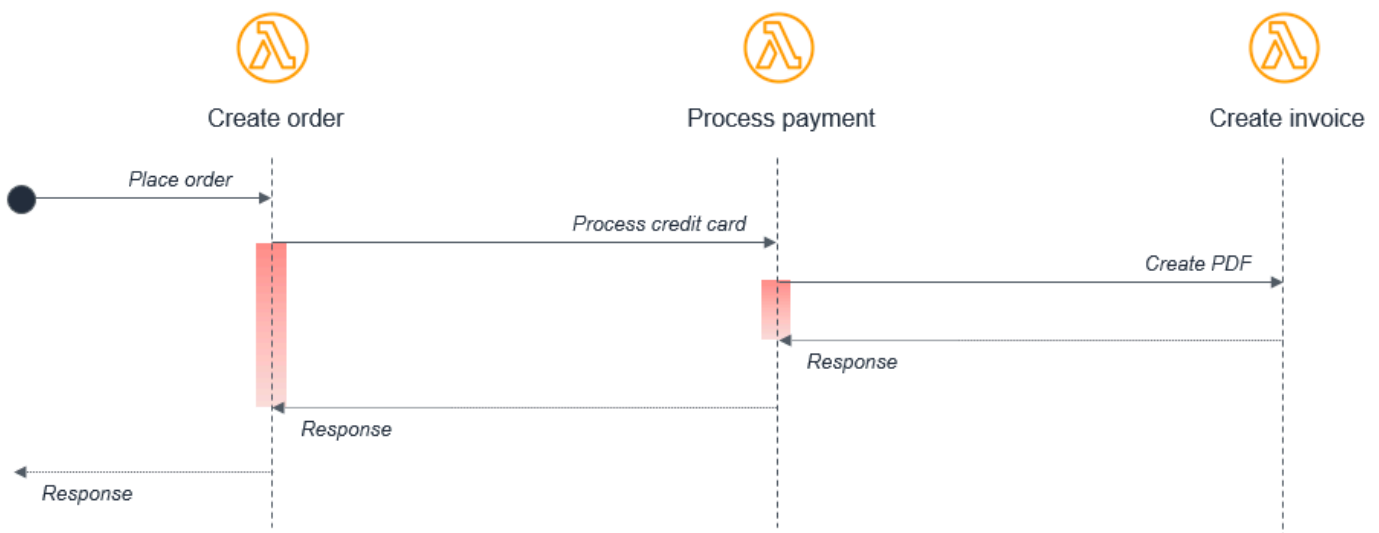 Create order
Process payment
Create invoice
Place order
Process credit card
Create PDF
Response
Response
Response